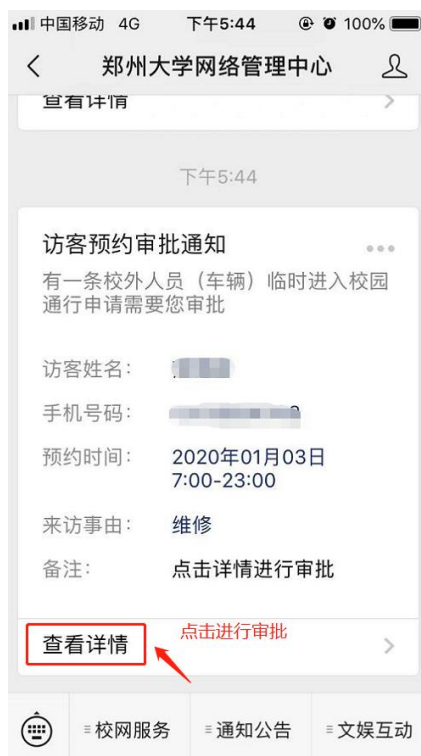 中国移动 4G 下午5:44 100%
郑州大学网络管理中心
查看详情
下午5:44
访客预约审批通知
有一条校外人员（车辆）临时进入校园
通行申请需要您审批
访客姓名：
手机号码：
预约时间： 2020年01月03日
7:00-23:00
来访事由： 维修
备注： 点击详情进行审批
点击进行审批
查看详情
校网服务 通知公告 文娱互动